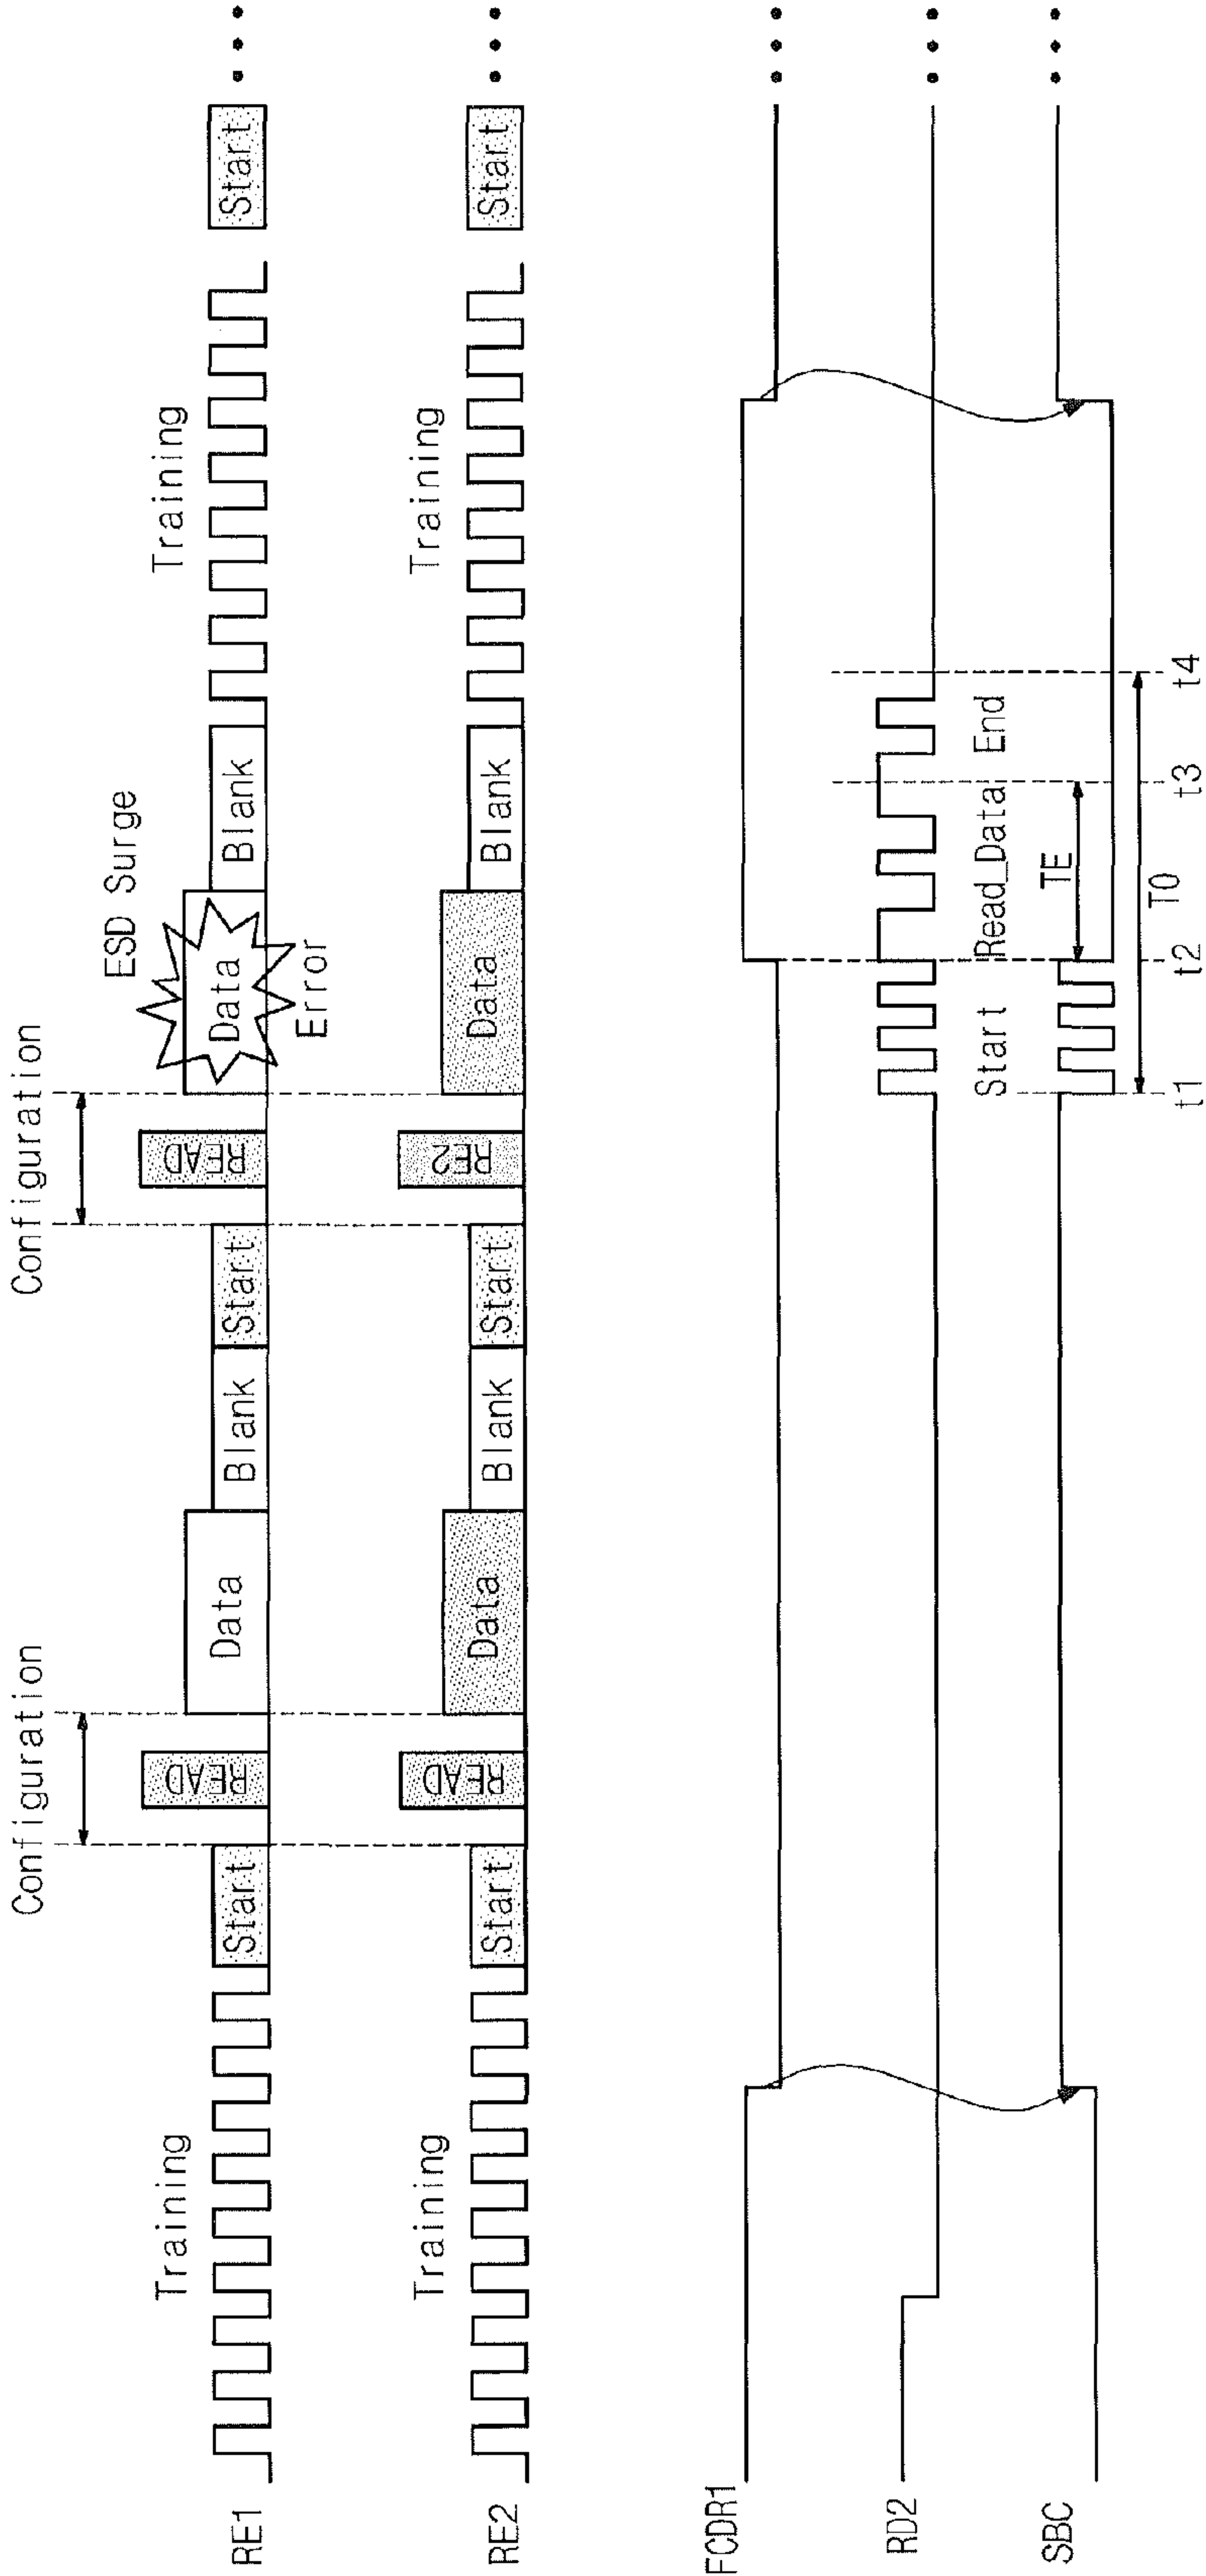 Configuration Configuration
ESD Surge
Training Training
RE1 Start READ Data Blank Start READ Data Blank Start
Error
Training Training
RE2 Start READ Data Blank Start RE2 Data Blank Start
FCDR1
RD2
Start Read_Data End
SBC
TE
T0
t1 t2 t3 t4